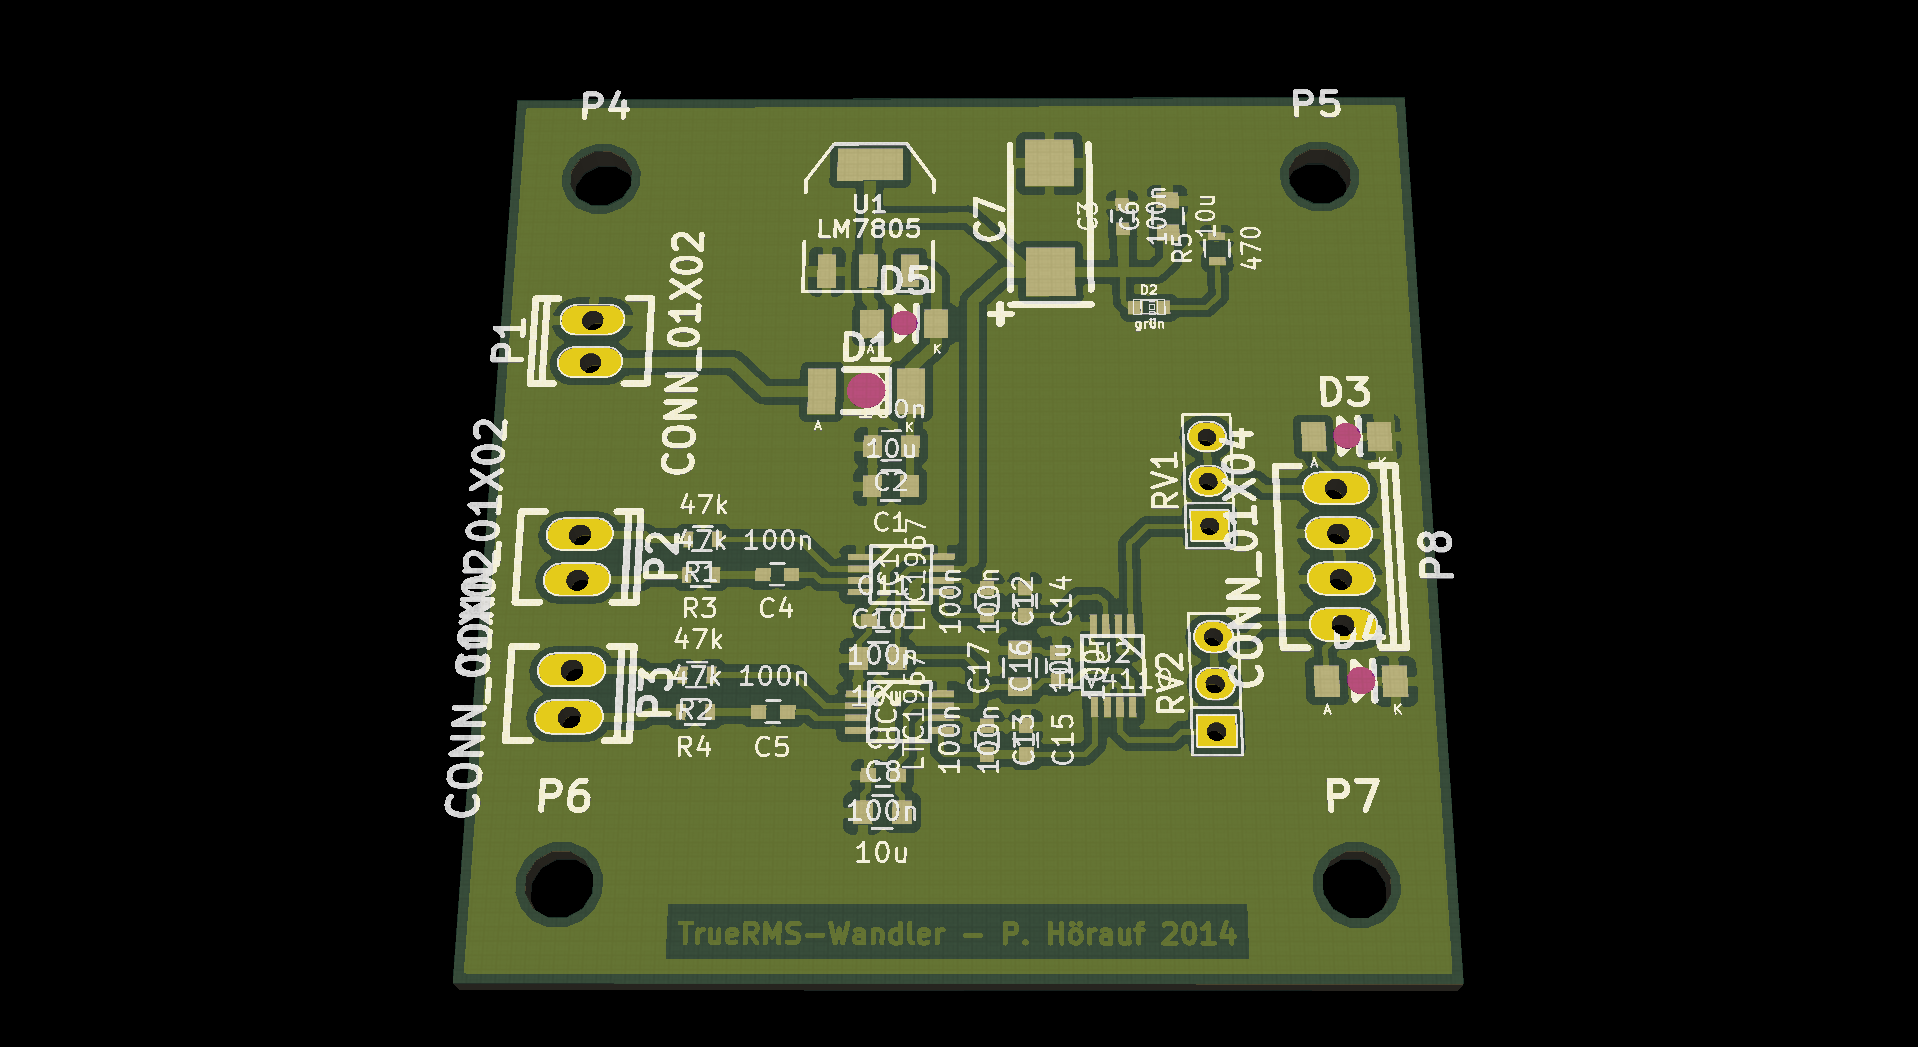 P4
P5
U1
LM7805
C7
C3
C6
100n
10u
R5
470
D5
D2
grün
+
A
K
P1
CONN_01X02
D1
A
K
100n
10u
C2
C1
D3
A
K
RV1
CONN_01X04
P8
CONN_01X02
47k
47k
100n
P2
R1
R3
C4
IC1
LTC1967
C11
C10
100n
10u
100n
100n
C12
C14
C17
C16
10u
IC2
D4
A
K
RV2
CONN_01X02
47k
47k
100n
P3
R2
R4
C5
LTC1967
C9
C8
100n
10u
100n
100n
C13
C15
P6
P7
TrueRMS-Wandler - P. Hörauf 2014